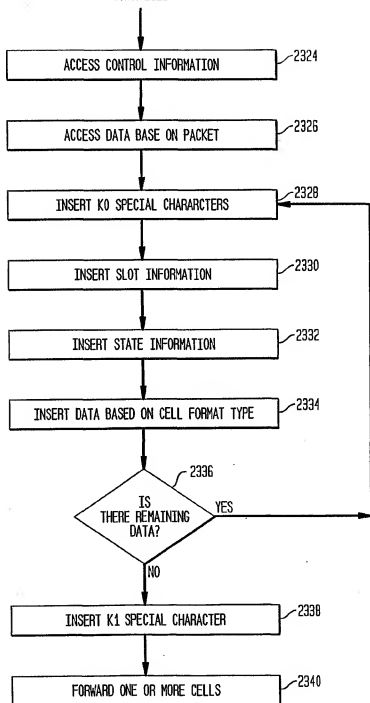 ACCESS CONTROL INFORMATION
2324
ACCESS DATA BASE ON PACKET
2326
INSERT K0 SPECIAL CHARARCTERS
2328
INSERT SLOT INFORMATION
2330
INSERT STATE INFORMATION
2332
INSERT DATA BASED ON CELL FORMAT TYPE
2334
2336
IS
THERE REMAINING
DATA?
YES
NO
INSERT K1 SPECIAL CHARACTER
2338
FORWARD ONE OR MORE CELLS
2340